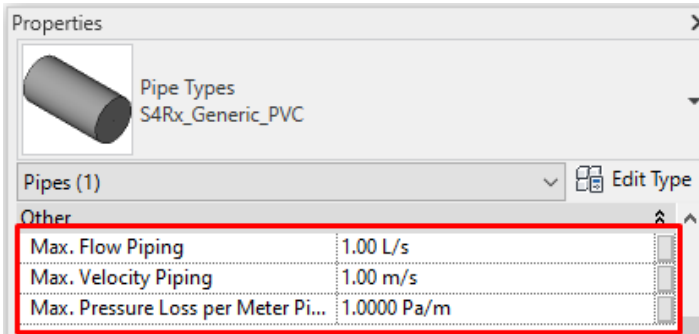 Properties
Pipe Types
S4Rx_Generic_PVC
Pipes (1) Edit Type
Other
Max. Flow Piping 1.00 L/s
Max. Velocity Piping 1.00 m/s
Max. Pressure Loss per Meter Pi... 1.0000 Pa/m